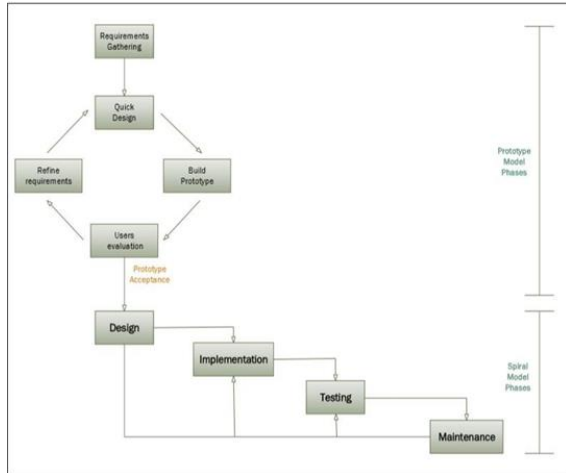 Requirements
Gathering
Quick
Design
Refine
requirements
Build
Prototype
Prototype
Model
Phases
Users
evaluation
Prototype
Acceptance
Design
Implementation
Spiral
Model
Phases
Testing
Maintenance